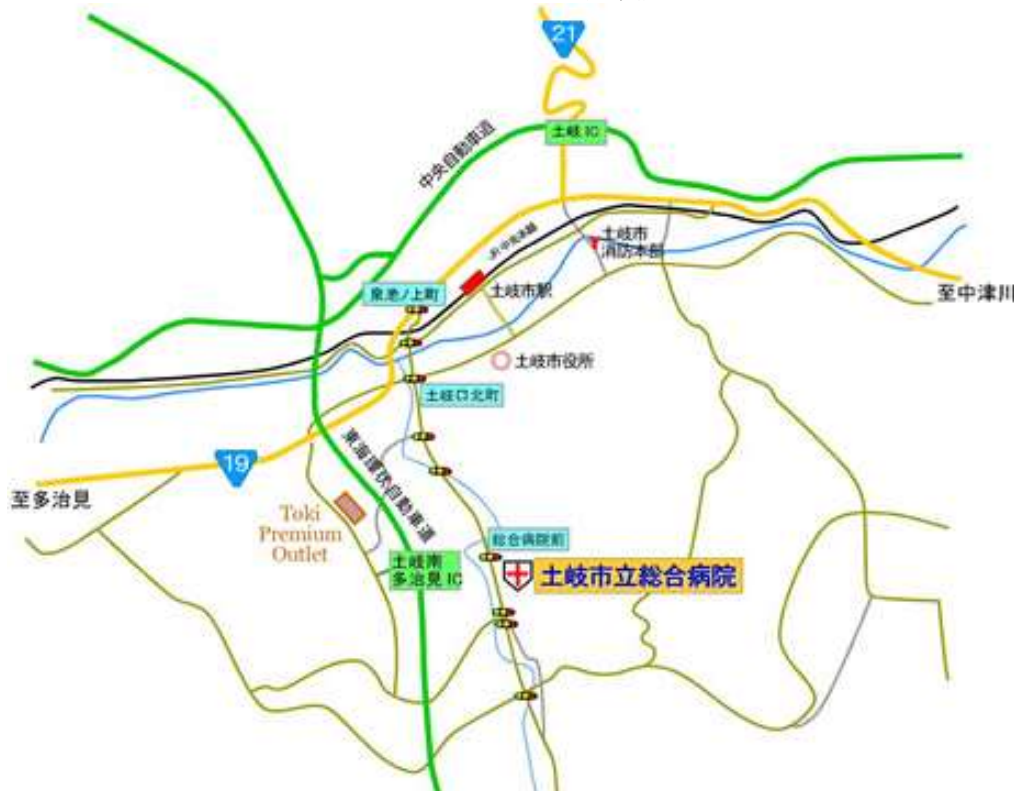 21
土岐IC
中央自動車道
土岐市
消防本部
JR中央本線
泉池ノ上町
土岐市駅
至中津川
土岐市役所
土岐口北町
19
至多治見
東海環状自動車道
Toki
Premium
Outlet
総合病院前
土岐南
多治見IC
土岐市立総合病院